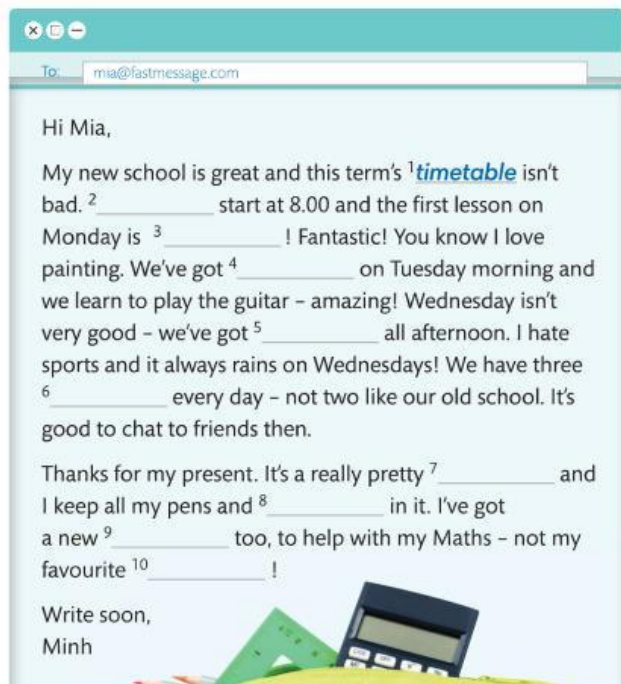 To: mia@fastmessage.com
Hi Mia,
My new school is great and this term's 1timetable isn't
bad. 2__________ start at 8.00 and the first lesson on
Monday is 3__________! Fantastic! You know I love
painting. We've got 4__________ on Tuesday morning and
we learn to play the guitar – amazing! Wednesday isn't
very good – we've got 5__________ all afternoon. I hate
sports and it always rains on Wednesdays! We have three
6__________ every day – not two like our old school. It's
good to chat to friends then.
Thanks for my present. It's a really pretty 7__________ and
I keep all my pens and 8__________ in it. I've got
a new 9__________ too, to help with my Maths – not my
favourite 10__________!
Write soon,
Minh